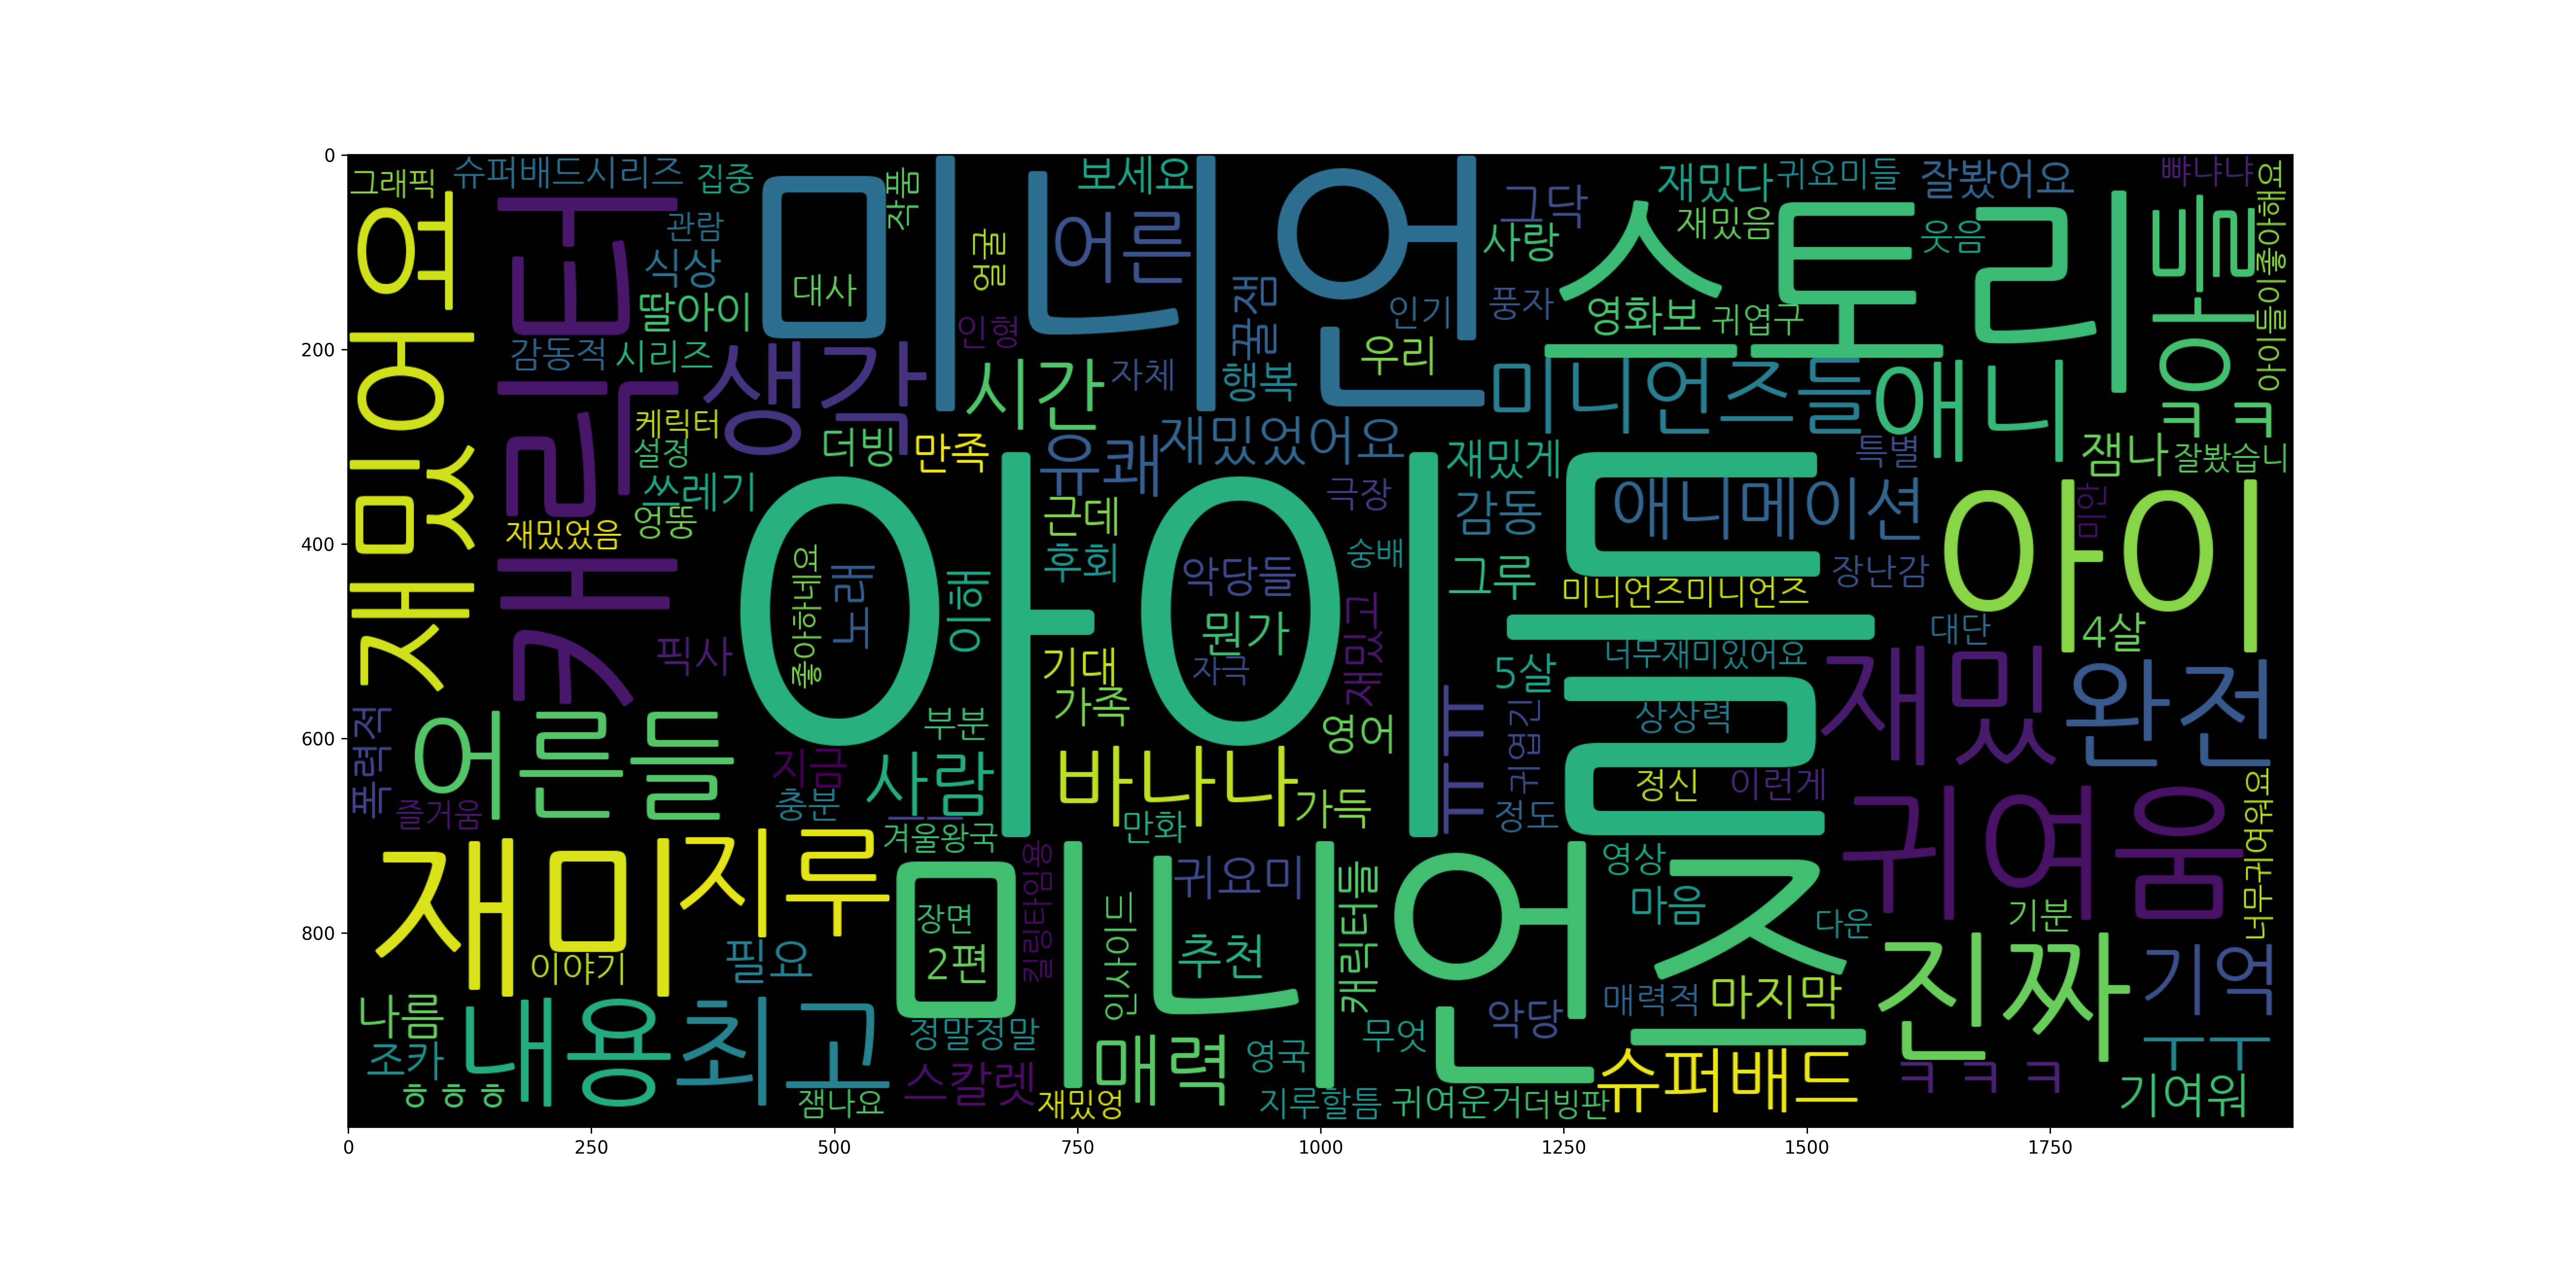 0
200
400
600
800
0
250
500
750
1000
1250
1500
1750
그래픽
슈퍼배드시리즈
집중
작품
보세요
재밌다
귀요미들
잘봤어요
빠냐냐
아이들이좋아해여
재밌어요
캐릭터
관람
식상
딸아이
미니언
대사
얼굴
어른
인형
꿀잼
인기
그닥
사랑
풍자
스토리
재밌음
웃음
영화보
귀엽구
아들
감동적
시리즈
생각
시간
자체
행복
우리
미니언즈들
애니
ㅋㅋ
케릭터
설정
더빙
만족
유쾌
재밌었어요
재밌게
특별
잼나
잘봤습니
쓰레기
엉뚱
재밌었음
아이들
근데
극장
감동
애니메이션
아이
미안
후회
악당들
숭배
그루
미니언즈미니언즈
장난감
좋아하네여
노래
이해
뭔가
재밌고
대단
4살
픽사
기대
자극
5살
너무재미있어요
재밌
완전
가족
영어
ㅠㅠ
귀엽긴
상상력
폭력적
어른들
부분
지금
사람
바나나
가득
정신
이런게
정도
귀여움
너무귀여워여
즐거움
충분
만화
겨울왕국
재미
지루
미니언즈
킬링타임용
귀요미
캐릭터들
영상
마음
다운
기분
이야기
필요
장면
2편
인사이드
추천
진짜
기억
나름
내용
최고
정말정말
매력
영국
무엇
악당
매력적
마지막
조카
ㅎㅎㅎ
스칼렛
슈퍼배드
ㅋㅋㅋ
ㅜㅜ
기여워
잼나요
재밌엉
지루할틈
귀여운거
더빙판